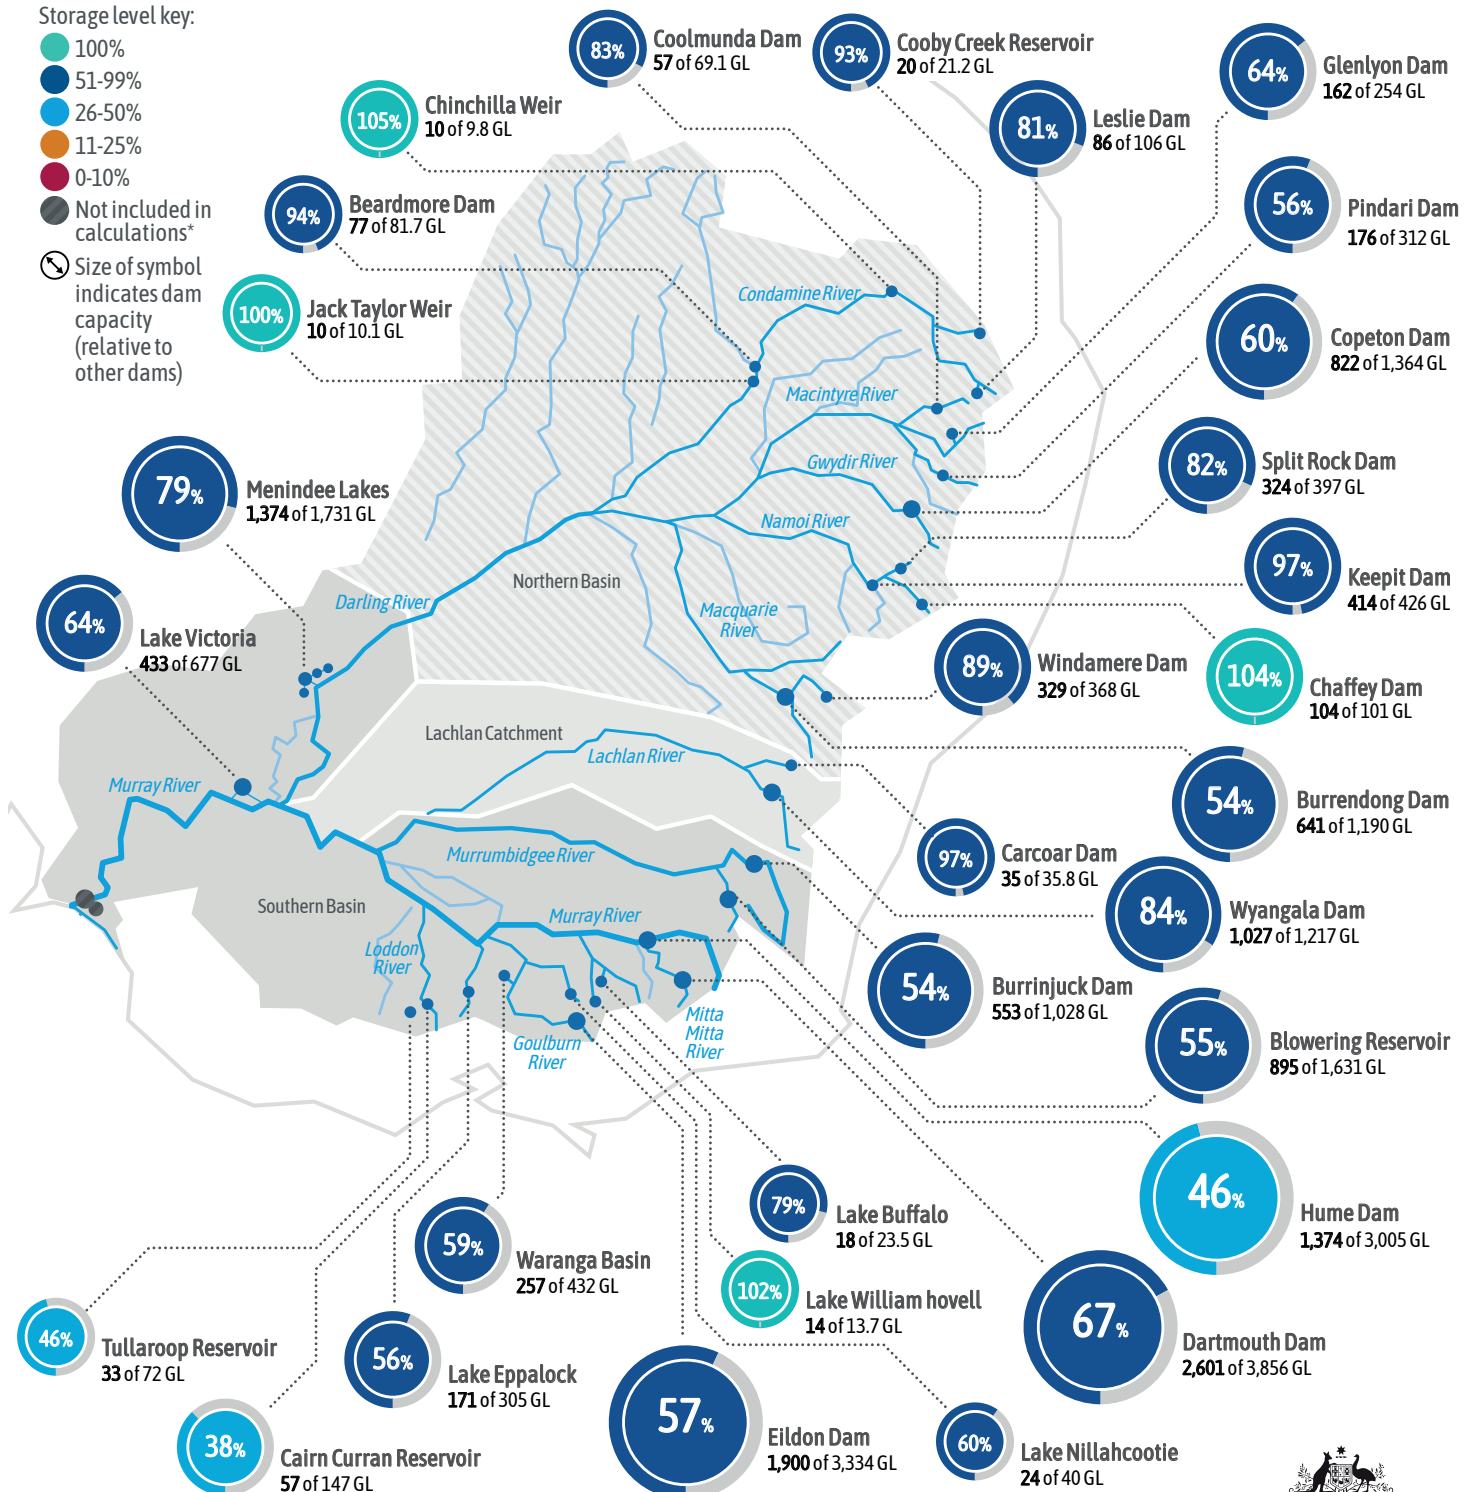 Storage level key:
100%
51-99%
26-50%
11-25%
0-10%
Not included in
calculations*
Size of symbol
indicates dam
capacity
(relative to
other dams)
83%
Coolmunda Dam
57 of 69.1 GL
93%
Cooby Creek Reservoir
20 of 21.2 GL
64%
Glenlyon Dam
162 of 254 GL
105%
Chinchilla Weir
10 of 9.8 GL
81%
Leslie Dam
86 of 106 GL
94%
Beardmore Dam
77 of 81.7 GL
56%
Pindari Dam
176 of 312 GL
100%
Jack Taylor Weir
10 of 10.1 GL
60%
Copeton Dam
822 of 1,364 GL
Condamine River
Macintyre River
Gwydir River
Namoi River
82%
Split Rock Dam
324 of 397 GL
79%
Menindee Lakes
1,374 of 1,731 GL
97%
Keepit Dam
414 of 426 GL
Northern Basin
Darling River
Macquarie
River
64%
Lake Victoria
433 of 677 GL
89%
Windamere Dam
329 of 368 GL
104%
Chaffey Dam
104 of 101 GL
Lachlan Catchment
Lachlan River
Murray River
54%
Burrendong Dam
641 of 1,190 GL
Murrumbidgee River
97%
Carcoar Dam
35 of 35.8 GL
84%
Wyangala Dam
1,027 of 1,217 GL
Southern Basin
Murray River
Loddon
River
54%
Burrinjuck Dam
553 of 1,028 GL
Mitta
Mitta
River
Goulburn
River
55%
Blowering Reservoir
895 of 1,631 GL
46%
Hume Dam
1,374 of 3,005 GL
79%
Lake Buffalo
18 of 23.5 GL
59%
Waranga Basin
257 of 432 GL
102%
Lake William hovell
14 of 13.7 GL
67%
Dartmouth Dam
2,601 of 3,856 GL
46%
Tullaroop Reservoir
33 of 72 GL
56%
Lake Eppalock
171 of 305 GL
57%
Eildon Dam
1,900 of 3,334 GL
60%
Lake Nillahcootie
24 of 40 GL
38%
Cairn Curran Reservoir
57 of 147 GL